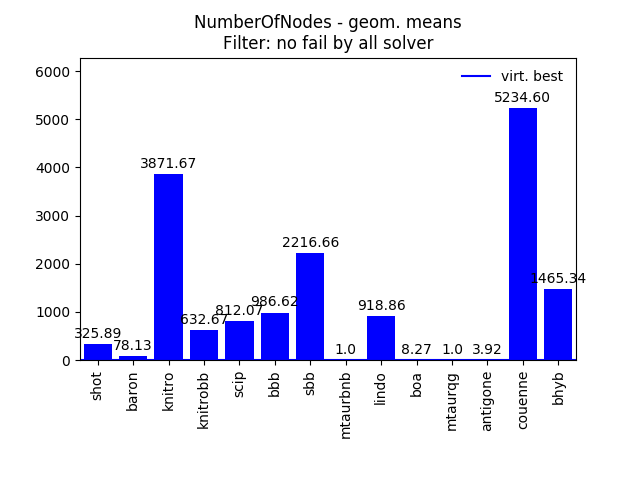 NumberOfNodes - geom. means
Filter: no fail by all solver
virt. best
6000
5000
4000
3000
2000
1000
0
325.89
78.13
3871.67
632.67
812.07
986.62
2216.66
1.0
918.86
8.27
1.0
3.92
5234.60
1465.34
shot
baron
knitro
knitrobb
scip
bbb
sbb
mtaurbnb
lindo
boa
mtaurqg
antigone
couenne
bhyb